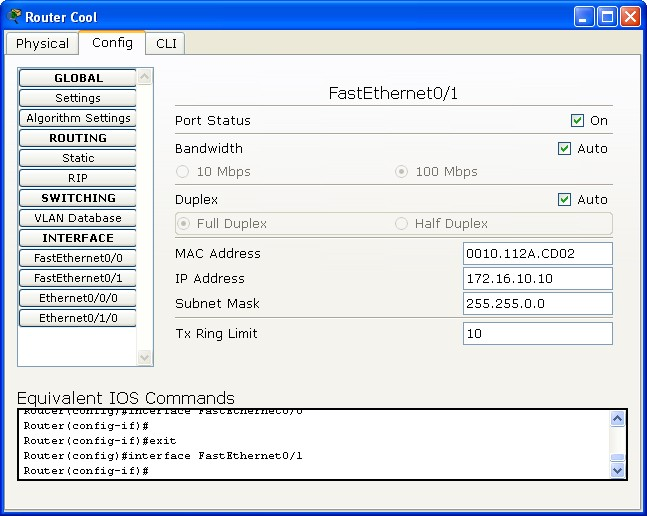 Router Cool
Physical Config CLI
GLOBAL
Settings
Algorithm Settings
ROUTING
Static
RIP
SWITCHING
VLAN Database
INTERFACE
FastEthernet0/0
FastEthernet0/1
Ethernet0/0/0
Ethernet0/1/0
FastEthernet0/1
Port Status On
Bandwidth Auto
10 Mbps 100 Mbps
Duplex Auto
Full Duplex Half Duplex
MAC Address 0010.112A.CD02
IP Address 172.16.10.10
Subnet Mask 255.255.0.0
Tx Ring Limit 10
Equivalent IOS Commands
Router(config)#interface FastEthernet0/0
Router(config-if)#
Router(config-if)#exit
Router(config)#interface FastEthernet0/1
Router(config-if)#